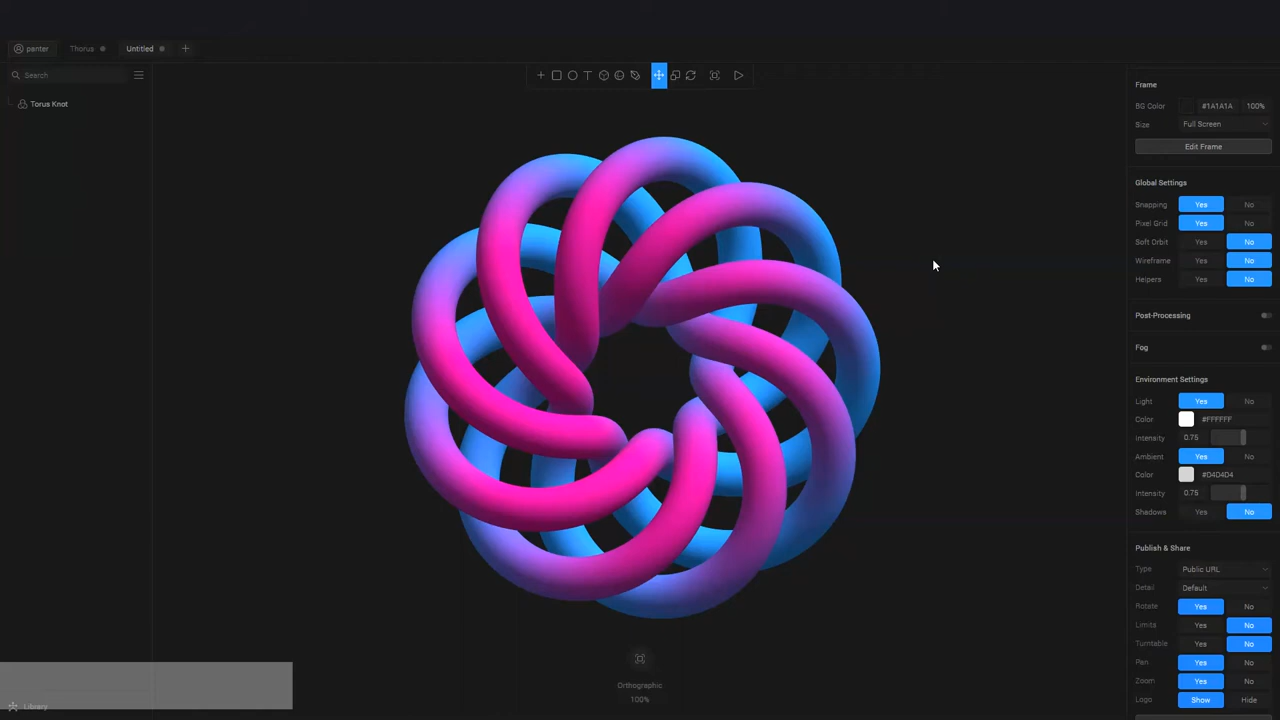 panter
Thorus
Untitled
Search
T
Torus Knot
Orthographic
100%
Library
Frame
BG Color #1A1A1A 100%
Size Full Screen
Edit Frame
Global Settings
Snapping Yes No
Pixel Grid Yes No
Soft Orbit Yes No
Wireframe Yes No
Helpers Yes No
Post-Processing
Fog
Environment Settings
Light Yes No
Color #FFFFFF
Intensity 0.75
Ambient Yes No
Color #D4D4D4
Intensity 0.75
Shadows Yes No
Publish & Share
Type Public URL
Detail Default
Rotate Yes No
Limits Yes No
Turntable Yes No
Pan Yes No
Zoom Yes No
Logo Show Hide